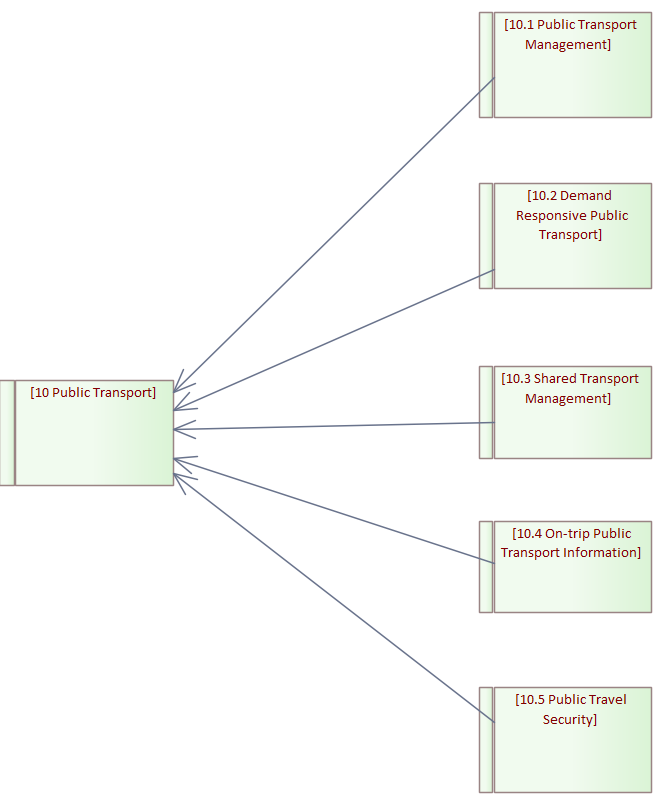 [10.1 Public Transport
Management]
[10.2 Demand
Responsive Public
Transport]
[10 Public Transport]
[10.3 Shared Transport
Management]
[10.4 On-trip Public
Transport Information]
[10.5 Public Travel
Security]